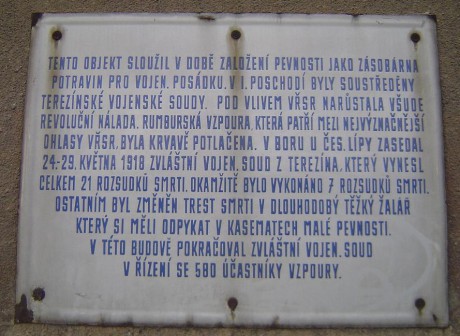 TENTO OBJEKT SLOUŽIL V DOBĚ ZALOŽENÍ PEVNOSTI JAKO ZÁSOBÁRNA
POTRAVIN PRO VOJEN. POSÁDKU. V I. POSCHODÍ BYLY SOUSTŘEDĚNY
TEREZÍNSKÉ VOJENSKÉ SOUDY. POD VLIVEM VŘSR NARŮSTALA VŠUDE
REVOLUČNÍ NÁLADA. RUMBURSKÁ VZPOURA, KTERÁ PATŘÍ MEZI NEJVÝZNAČNĚJŠÍ
OHLASY VŘSR, BYLA KRVAVĚ POTLAČENA. V BORU U ČES. LÍPY ZASEDAL
24.-29. KVĚTNA 1918 ZVLÁŠTNÍ VOJEN. SOUD Z TEREZÍNA, KTERÝ VYNESL
CELKEM 21 ROZSUDKŮ SMRTI. OKAMŽITĚ BYLO VYKONÁNO 7 ROZSUDKŮ SMRTI.
OSTATNÍM BYL ZMĚNĚN TREST SMRTI V DLOUHODOBÝ TĚŽKÝ ŽALÁŘ
KTERÝ SI MĚLI ODPYKAT V KASEMATECH MALÉ PEVNOSTI.
V TÉTO BUDOVĚ POKRAČOVAL ZVLÁŠTNÍ VOJEN. SOUD
V ŘÍZENÍ SE 580 ÚČASTNÍKY VZPOURY.